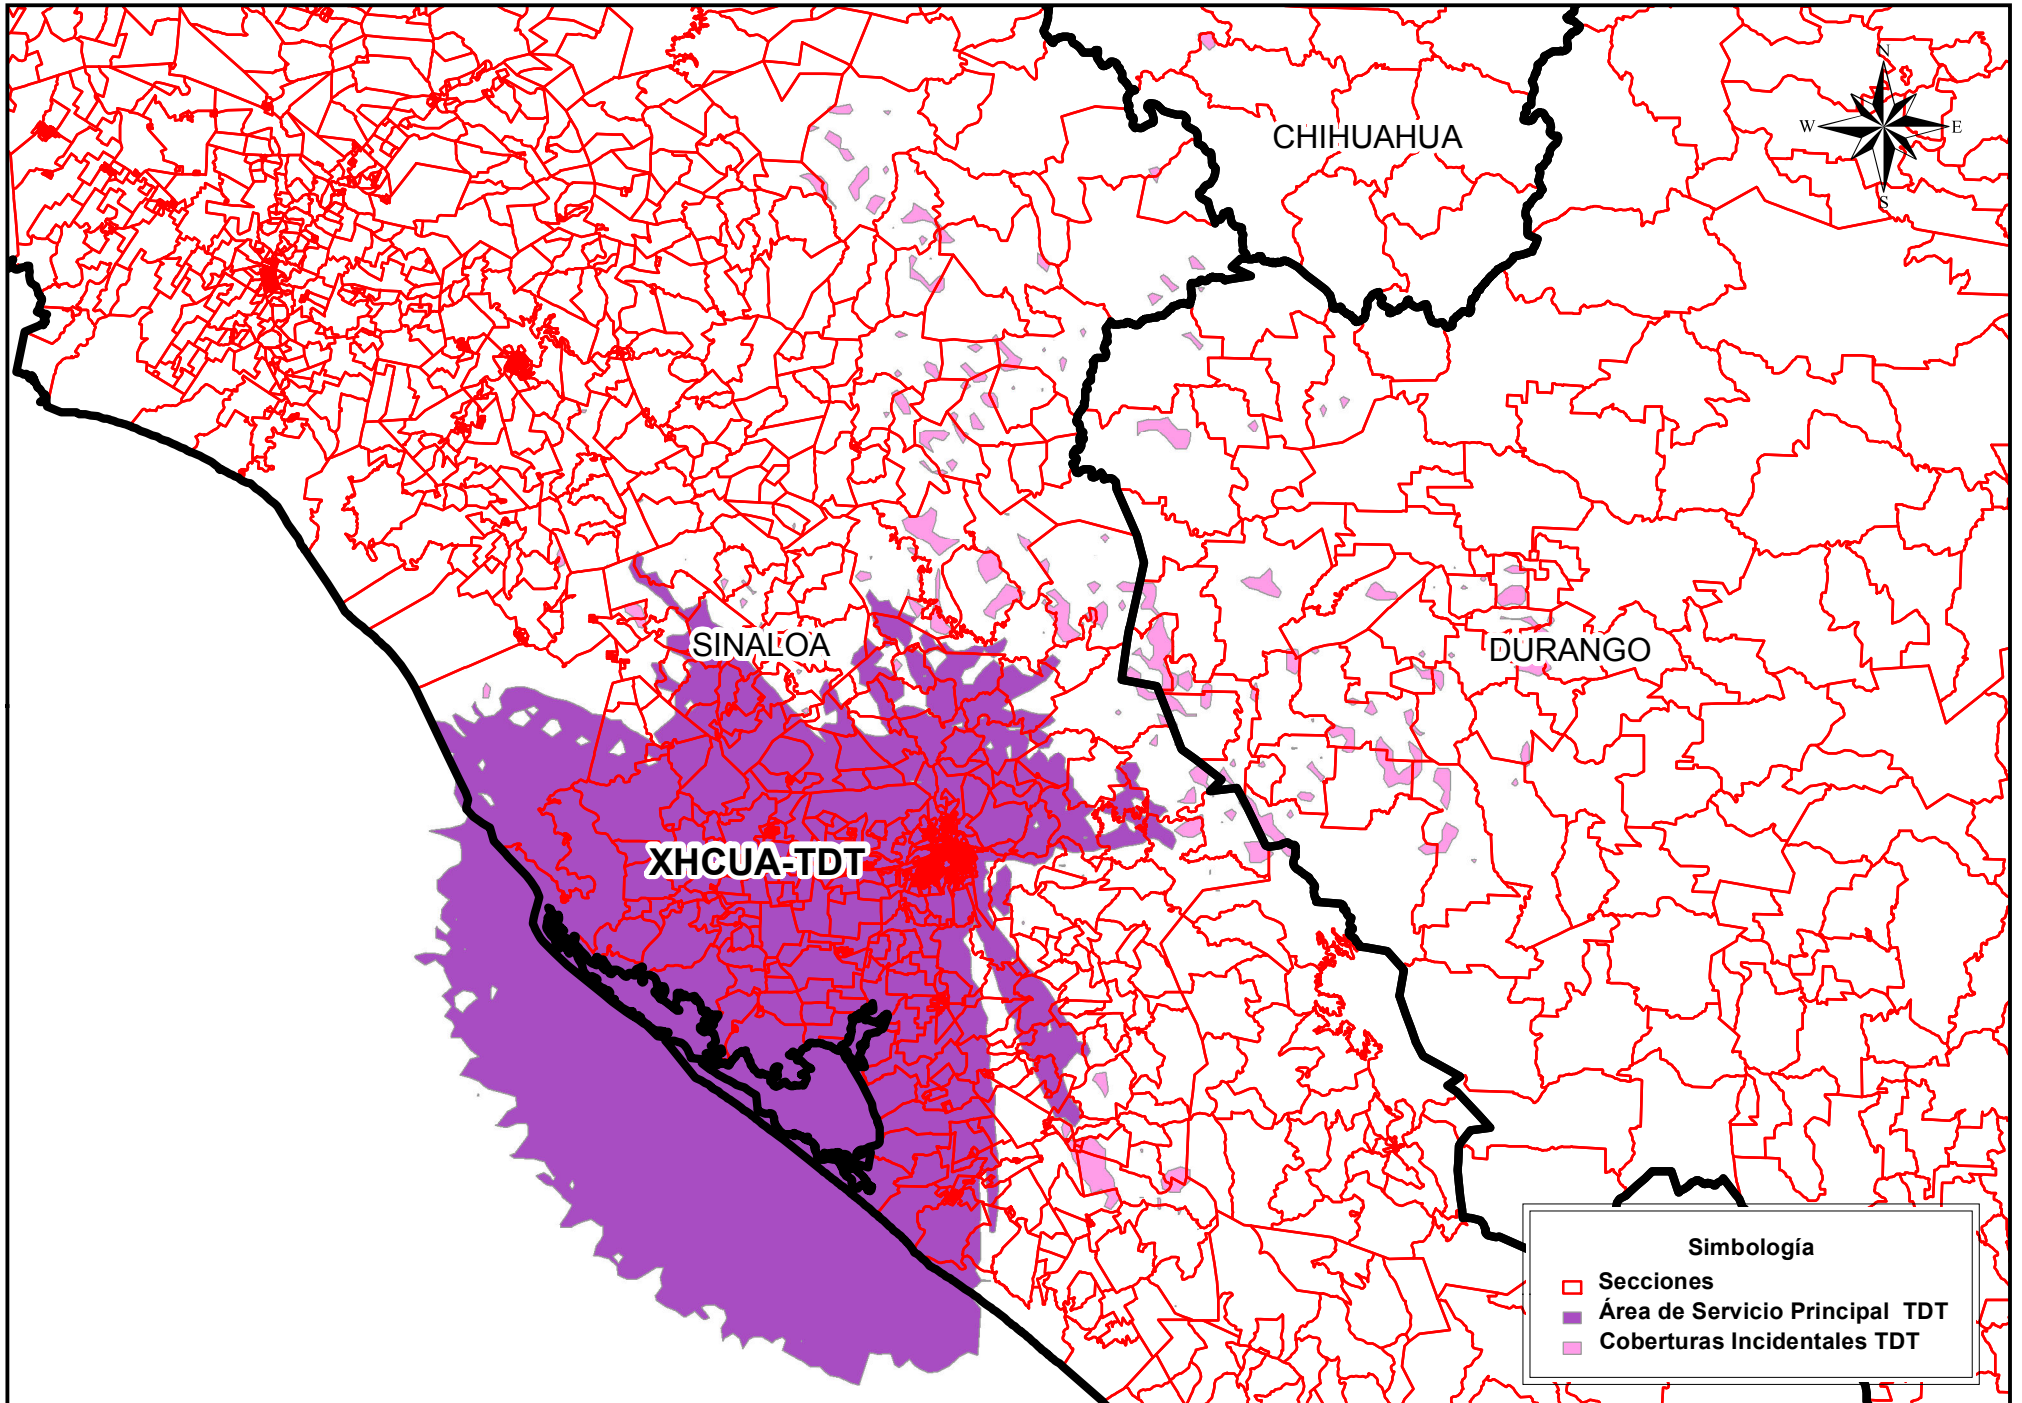 CHIHUAHUA
N
W
E
S
SINALOA
DURANGO
XHCUA-TDT
Simbología
Secciones
Área de Servicio Principal TDT
Coberturas Incidentales TDT